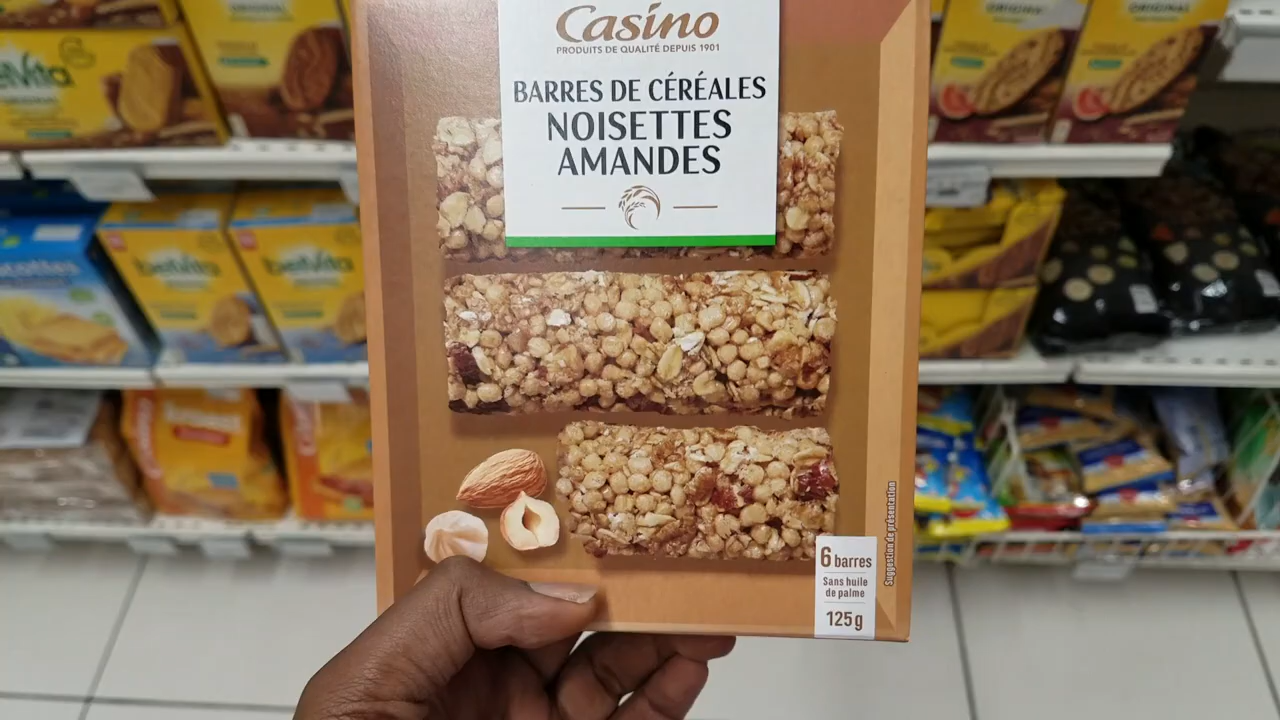 Casino
PRODUITS DE QUALITÉ DEPUIS 1901
BARRES DE CÉRÉALES
NOISETTES
AMANDES
6 barres
Sans huile
de palme
125g
Suggestion de présentation
ORIGINAL
ORIGINAL
belVita
belVita